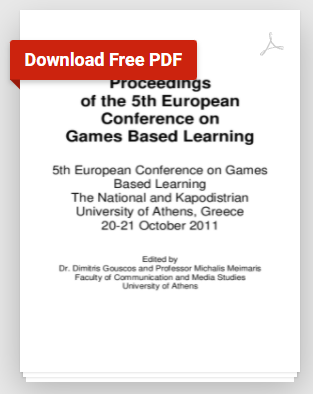 Download Free PDF
Proceedings
of the 5th European
Conference on
Games Based Learning
5th European Conference on Games
Based Learning
The National and Kapodistrian
University of Athens, Greece
20-21 October 2011
Edited by
Dr. Dimitris Gouscos and Professor Michalis Meimaris
Faculty of Communication and Media Studies
University of Athens